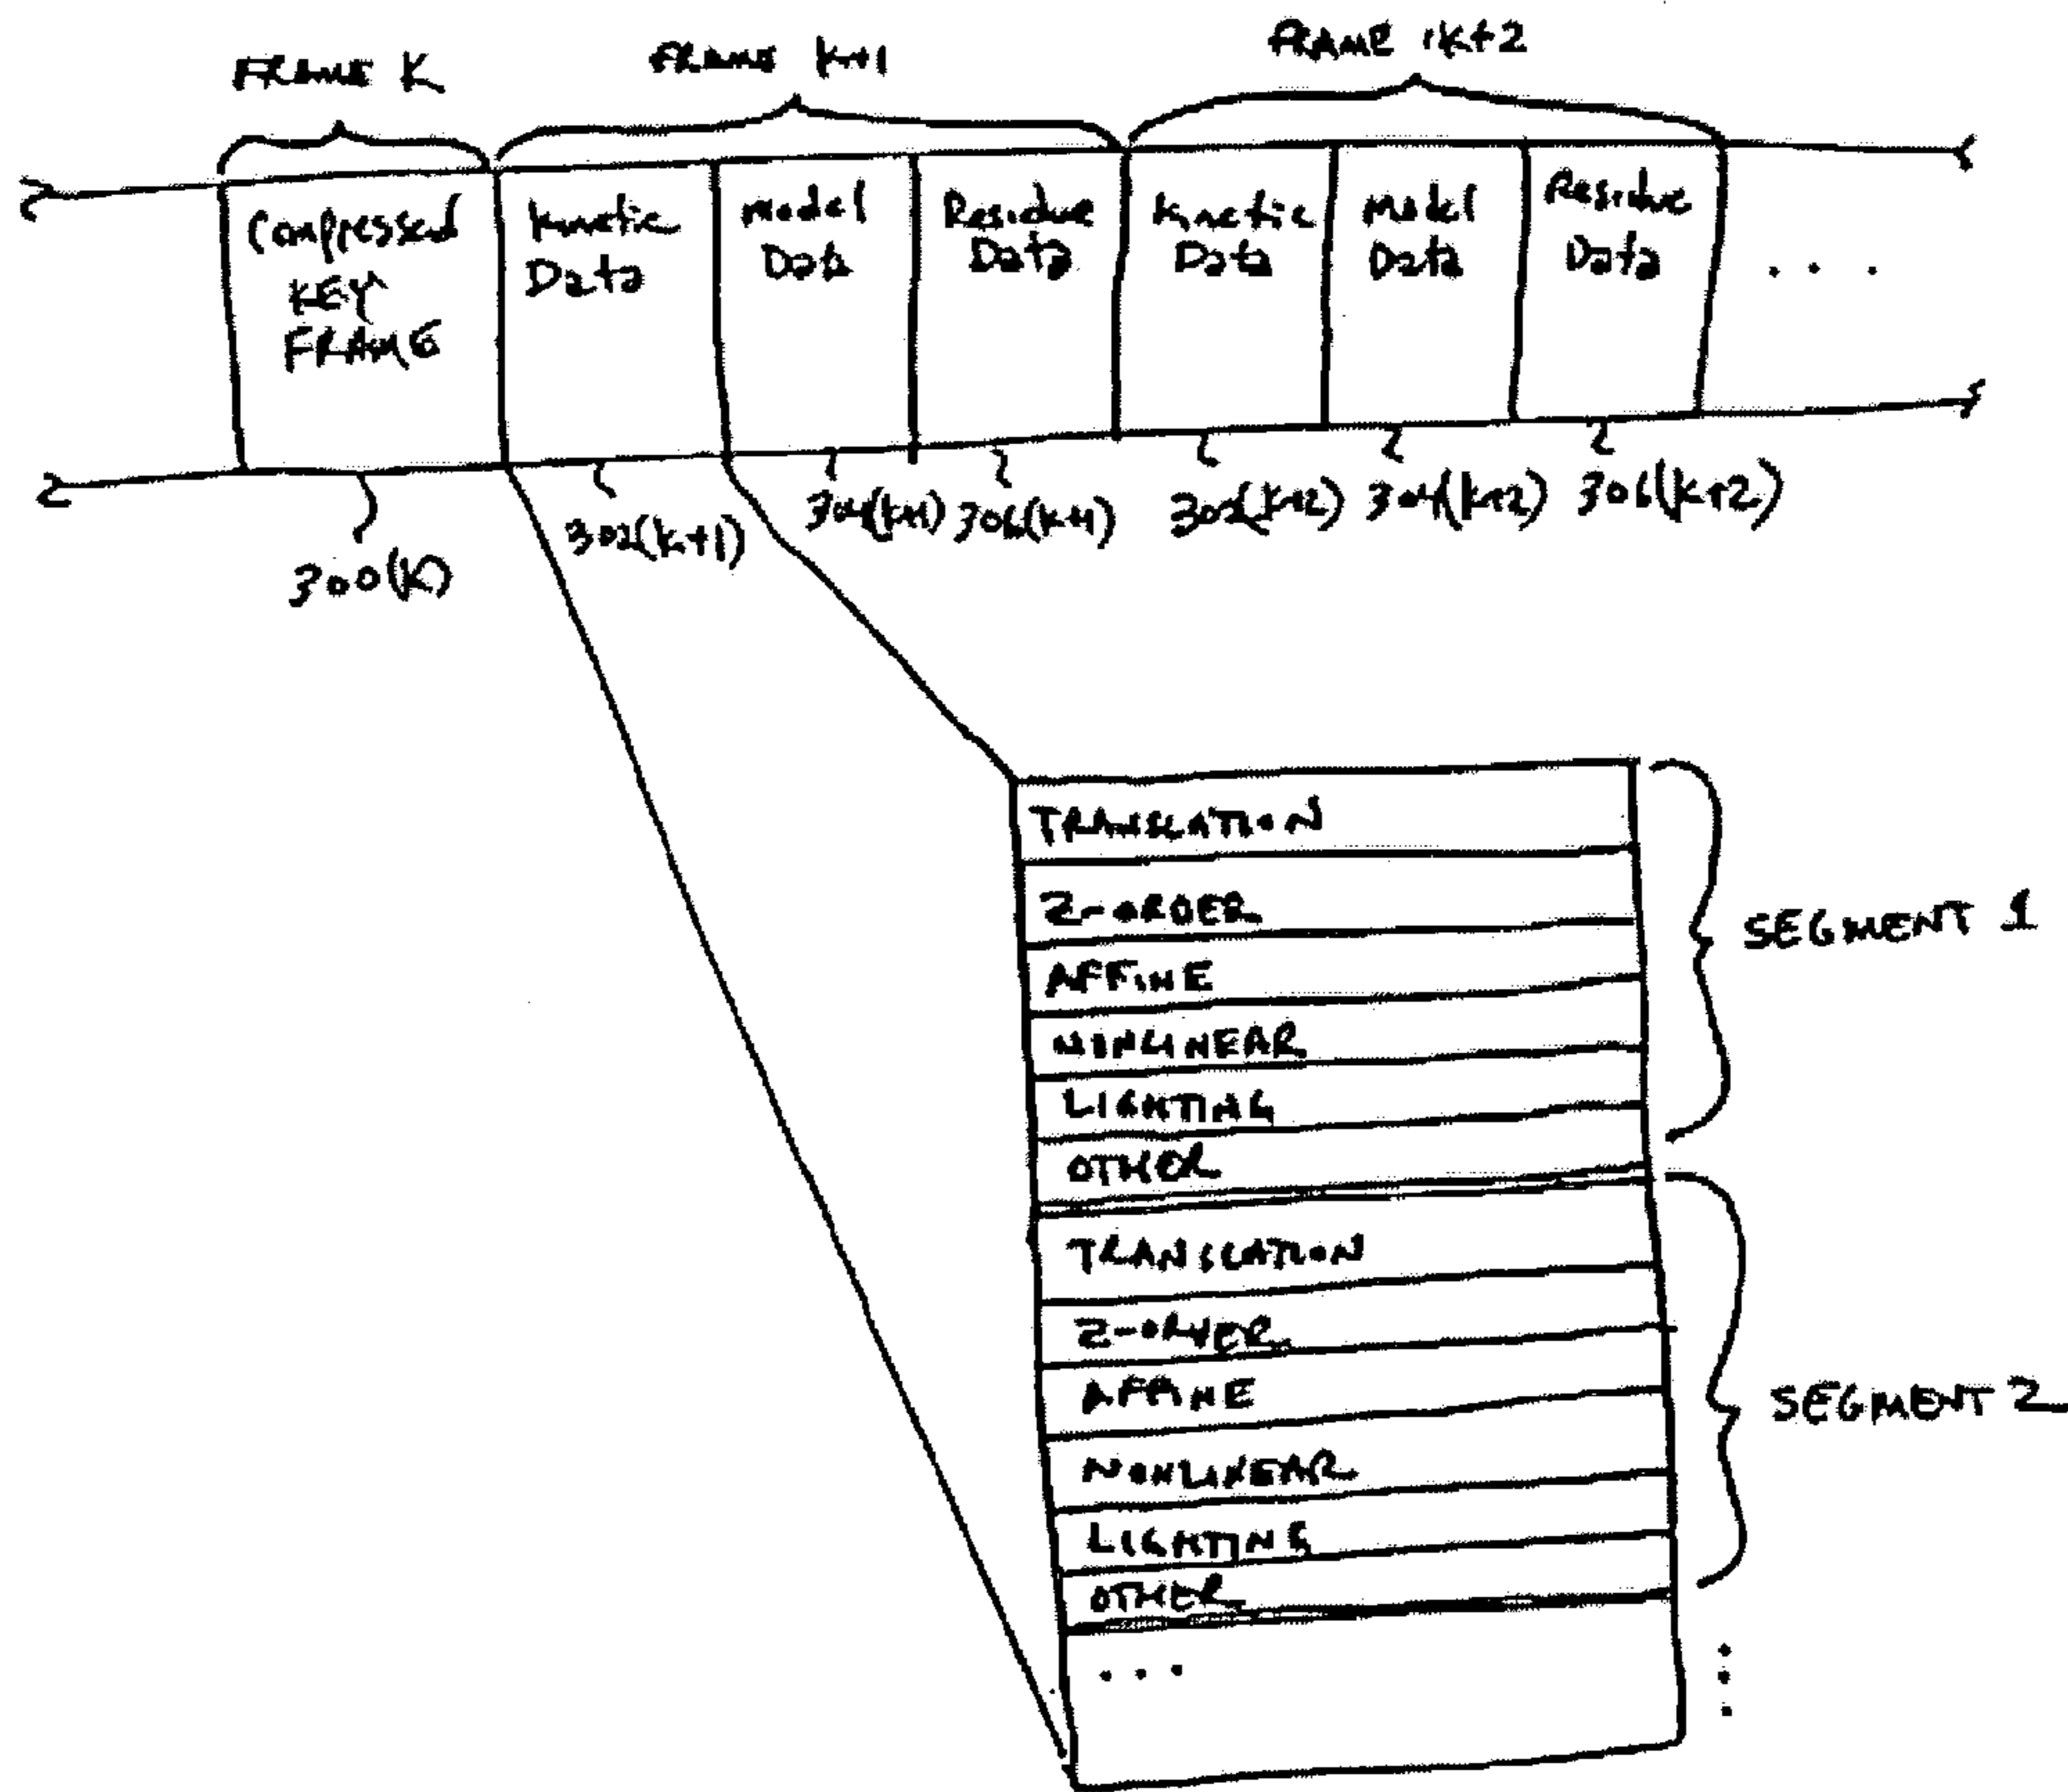 FRAME K
FRAME k+1
FRAME k+2
Compressed
KEY
FRAME
Kinetic
Data
Model
Data
Residue
Data
Kinetic
Data
Model
Data
Residue
Data
. . .
300(K)
302(k+1)
304(k+1)
306(k+1)
302(k+2)
304(k+2)
306(k+2)
TRANSLATION
Z-ORDER
AFFINE
NONLINEAR
LIGHTING
OTHER
SEGMENT 1
TRANSLATION
Z-ORDER
AFFINE
NONLINEAR
LIGHTING
OTHER
SEGMENT 2
. . .